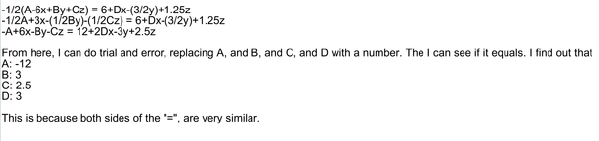 -1/2(A-6x+By+Cz) = 6+Dx-(3/2y)+1.25z
-1/2A+3x-(1/2By)-(1/2Cz) = 6+Dx-(3/2y)+1.25z
-A+6x-By-Cz = 12+2Dx-3y+2.5z
From here, I can do trial and error, replacing A, and B, and C, and D with a number. The I can see if it equals. I find out that
A: -12
B: 3
C: 2.5
D: 3
This is because both sides of the "=", are very similar.